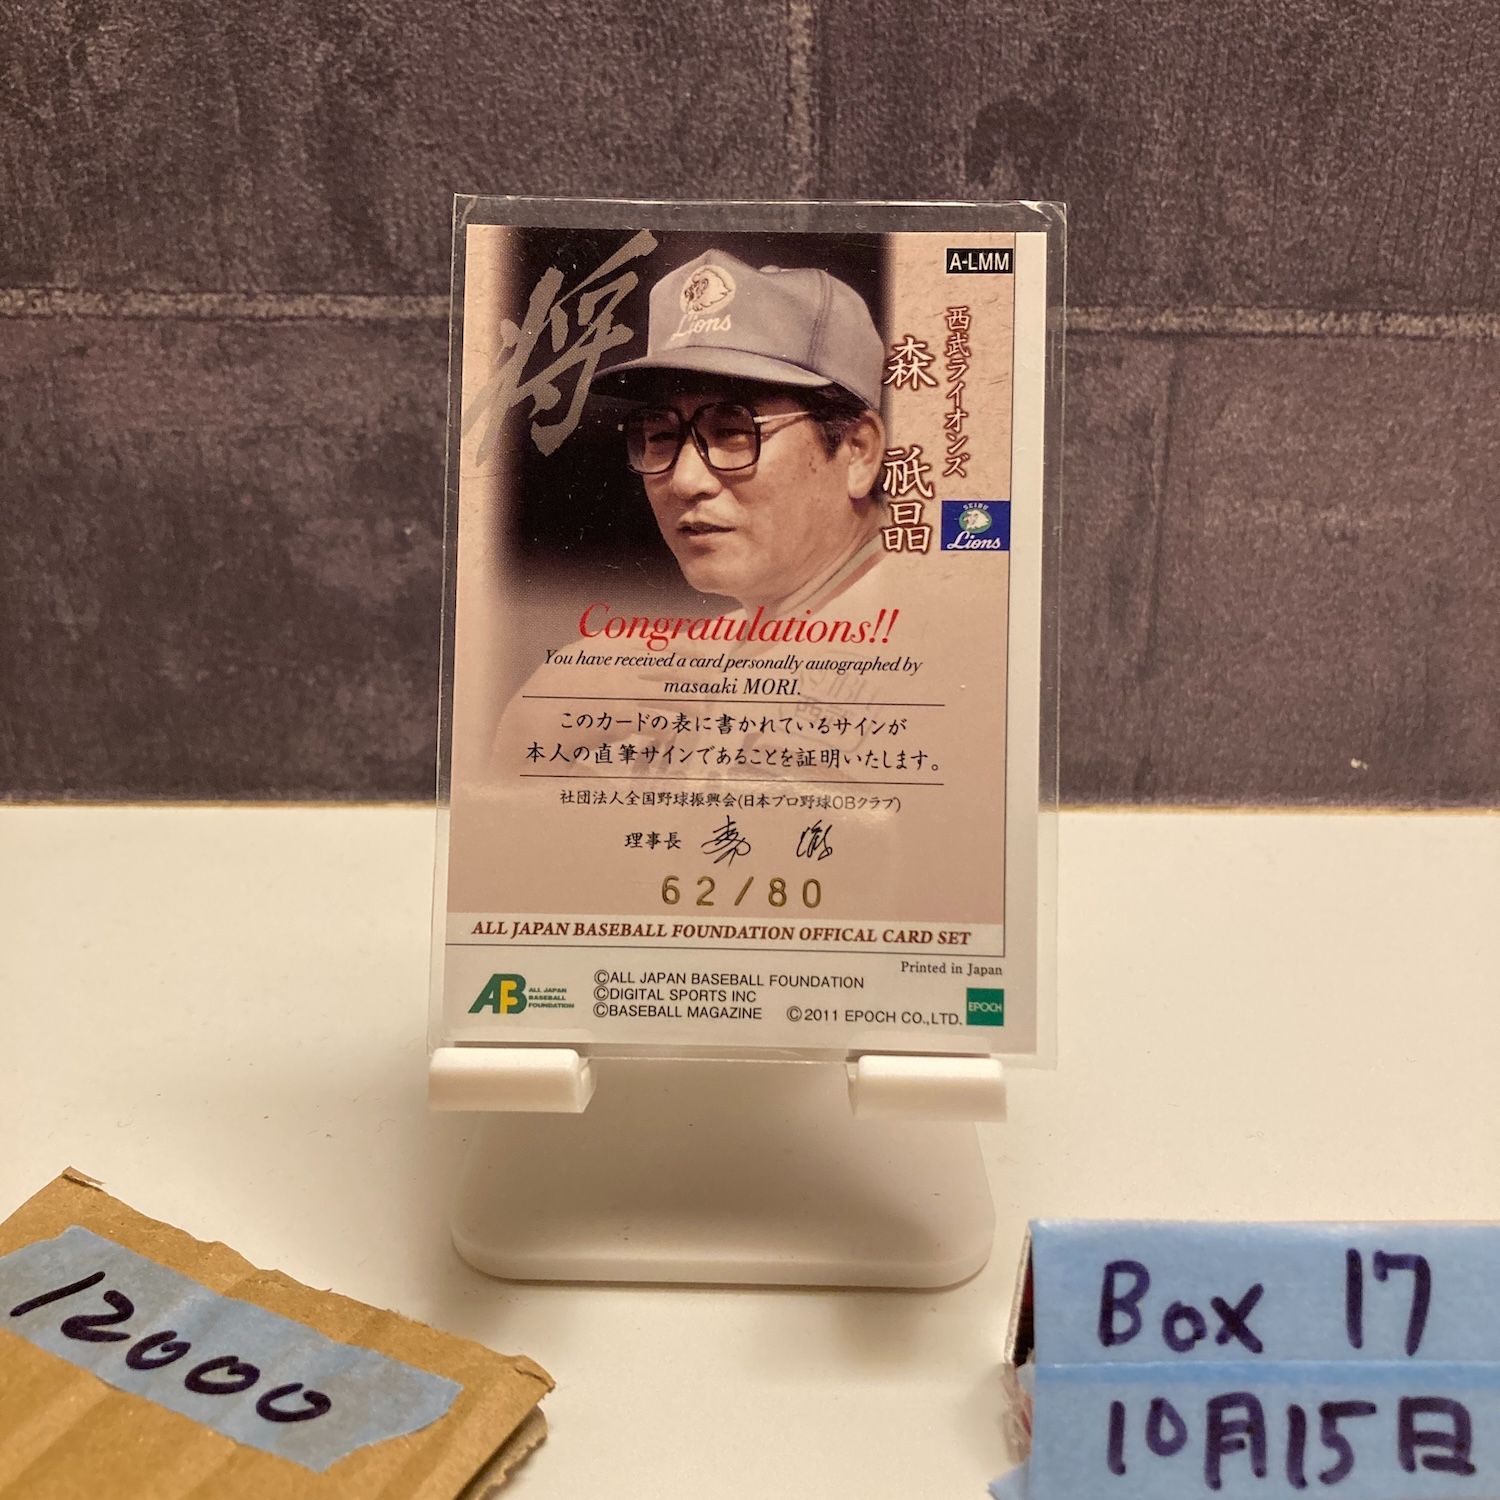 将
Lions
A-LMM
西武ライオンズ
森 祇晶
SEIBU
Lions
Congratulations!!
You have received a card personally autographed by
masaaki MORI.
このカードの表に書かれているサインが
本人の直筆サインであることを証明いたします。
社団法人全国野球振興会(日本プロ野球OBクラブ)
理事長
62/80
ALL JAPAN BASEBALL FOUNDATION OFFICAL CARD SET
Printed in Japan
AB
ALL JAPAN
BASEBALL
FOUNDATION
©ALL JAPAN BASEBALL FOUNDATION
©DIGITAL SPORTS INC
©BASEBALL MAGAZINE
©2011 EPOCH CO.,LTD.
EPOCH
12000
Box 17
10月15日